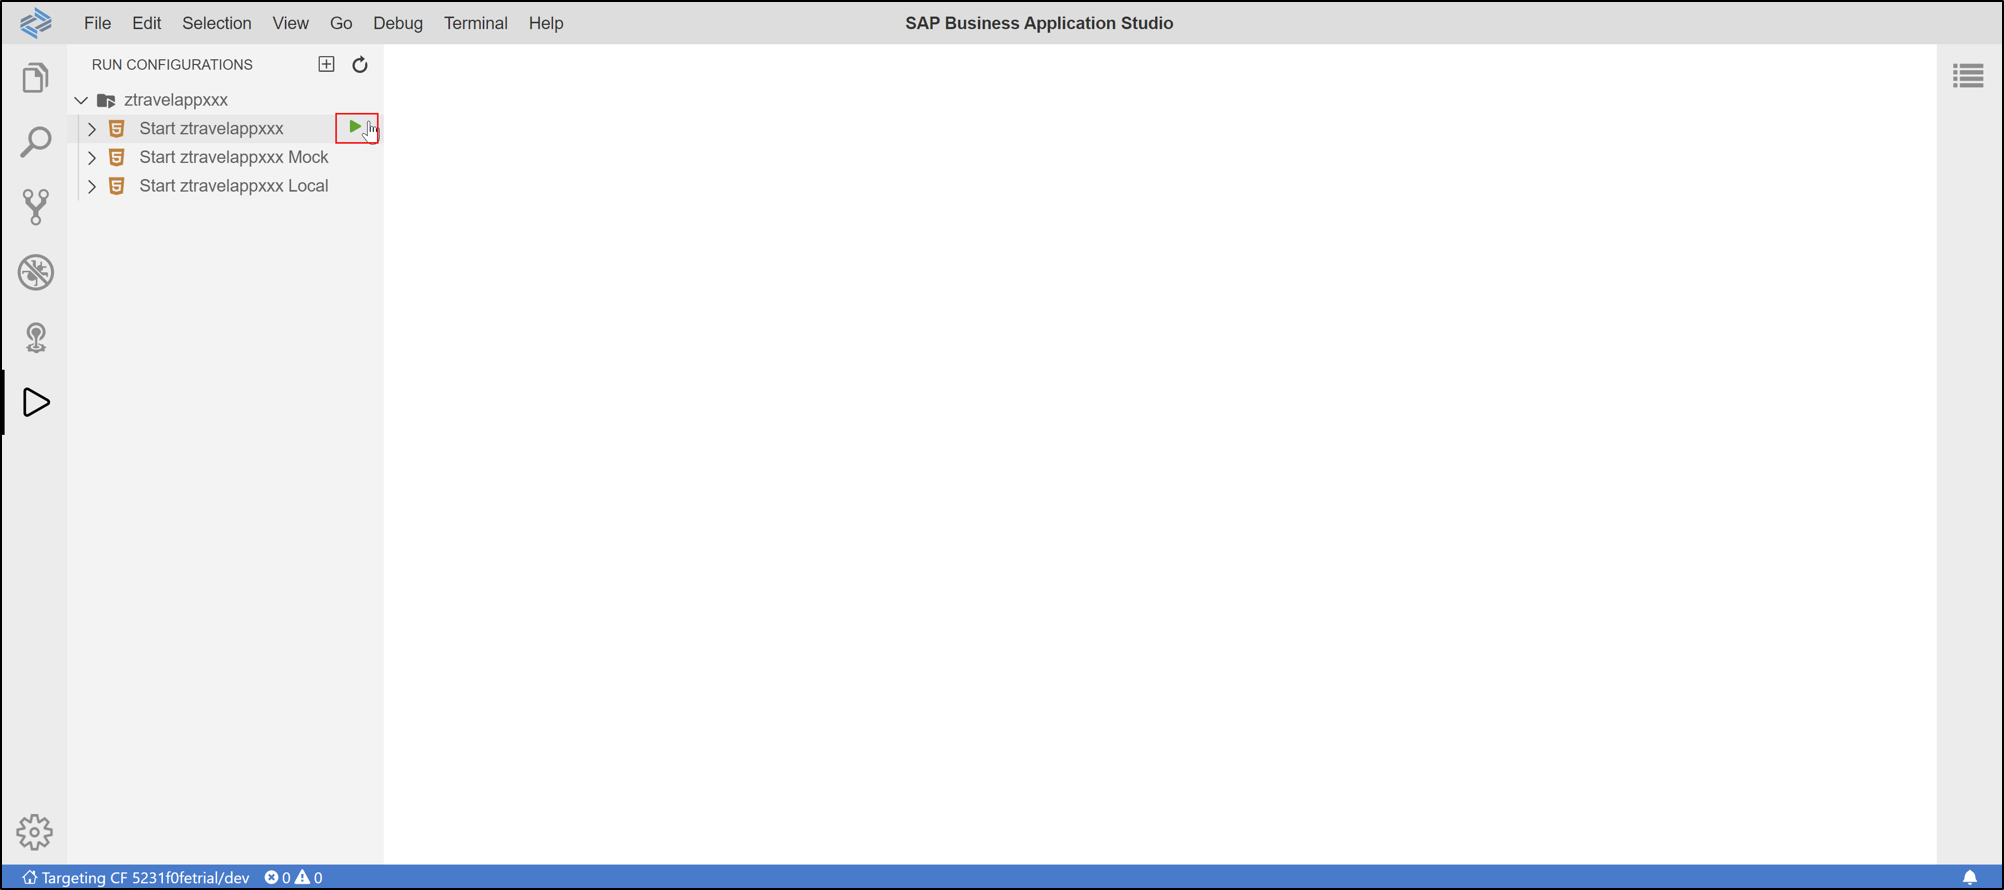 File Edit Selection View Go Debug Terminal Help SAP Business Application Studio
RUN CONFIGURATIONS
ztravelappxxx
Start ztravelappxxx
Start ztravelappxxx Mock
Start ztravelappxxx Local
Targeting CF 5231f0fetrial/dev 0 0